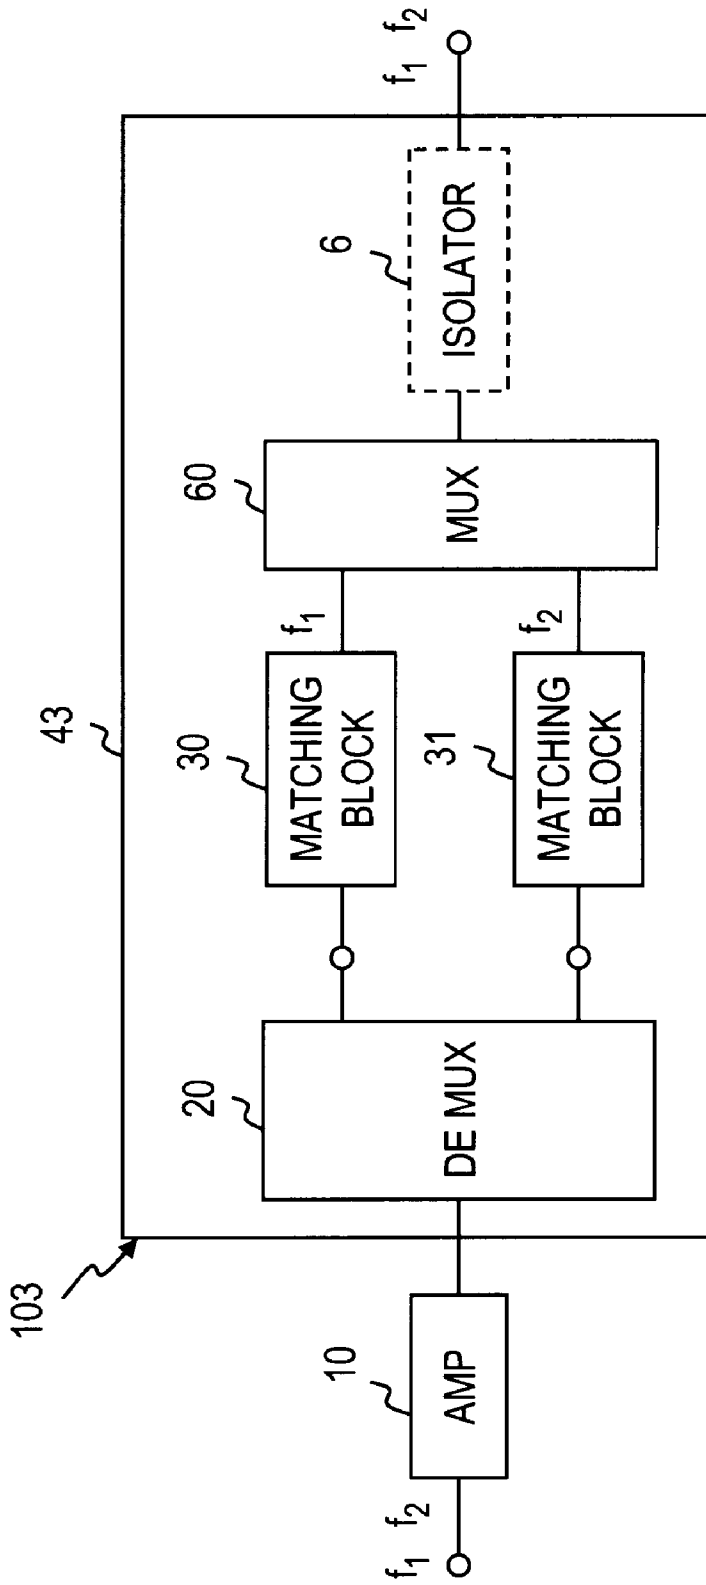 103
43
f₁ f₂
10
AMP
20
DE MUX
30
MATCHING
BLOCK
f₁
31
MATCHING
BLOCK
f₂
60
MUX
6
ISOLATOR
f₁ f₂